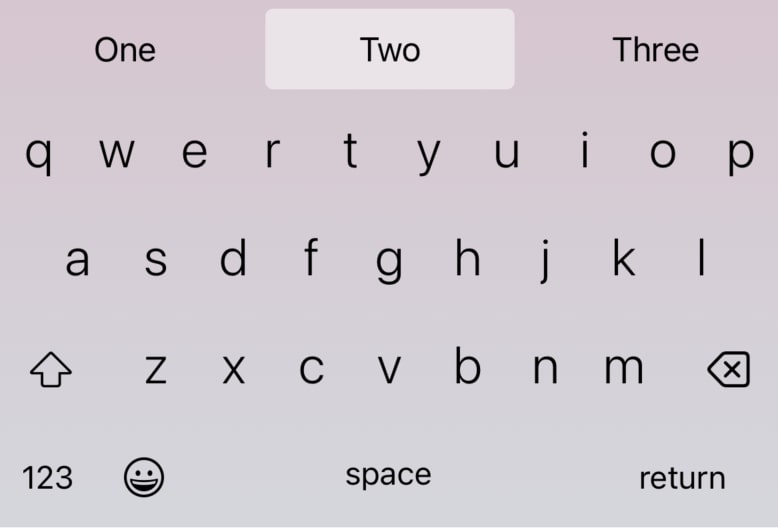 One Two Three
q w e r t y u i o p
a s d f g h j k l
z x c v b n m
123 space return